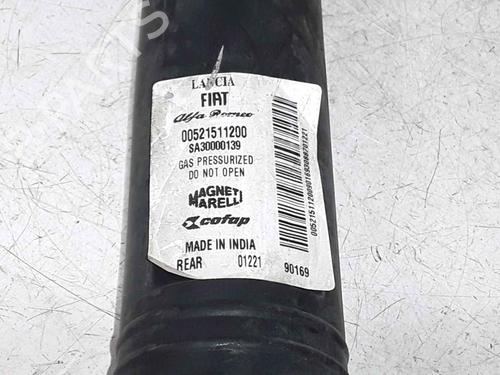 LANCIA
FIAT
Alfa Romeo
00521511200
SA30000139
GAS PRESSURIZED
DO NOT OPEN
MAGNETI
MARELLI
cofap
MADE IN INDIA
REAR 01221 90169